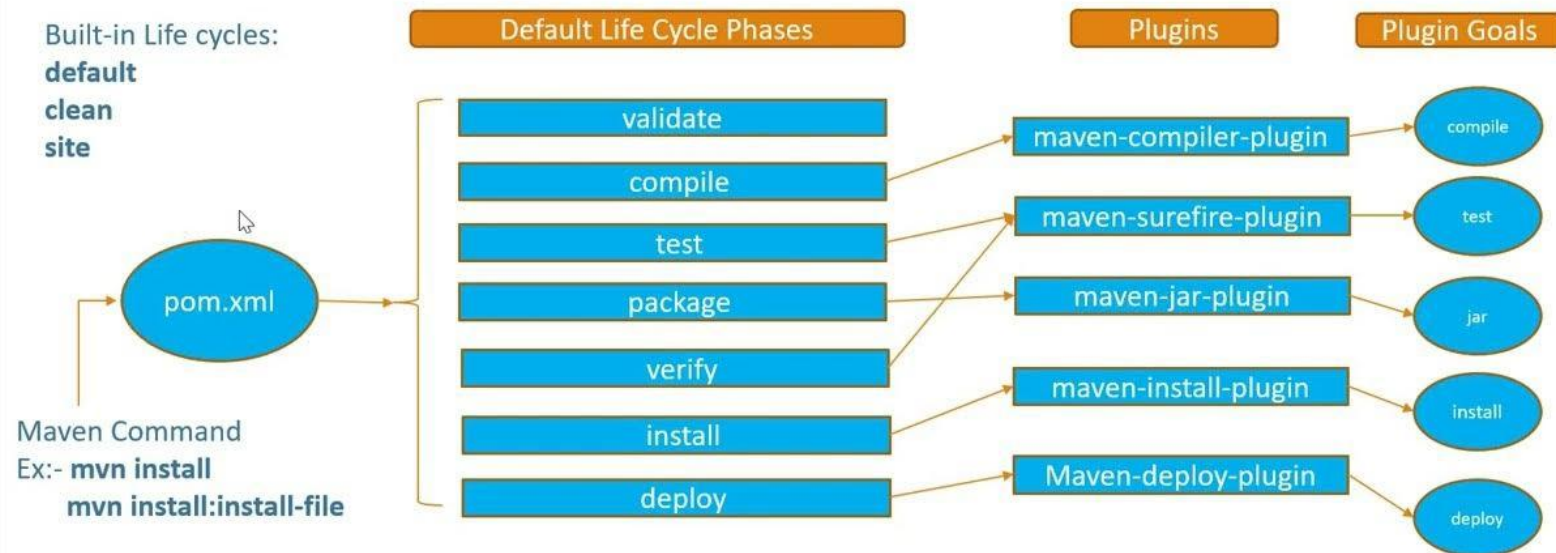 Built-in Life cycles:
default
clean
site
Default Life Cycle Phases
Plugins
Plugin Goals
validate
compile
test
package
verify
install
deploy
maven-compiler-plugin
maven-surefire-plugin
maven-jar-plugin
maven-install-plugin
Maven-deploy-plugin
compile
test
jar
install
deploy
pom.xml
Maven Command
Ex:- mvn install
mvn install:install-file